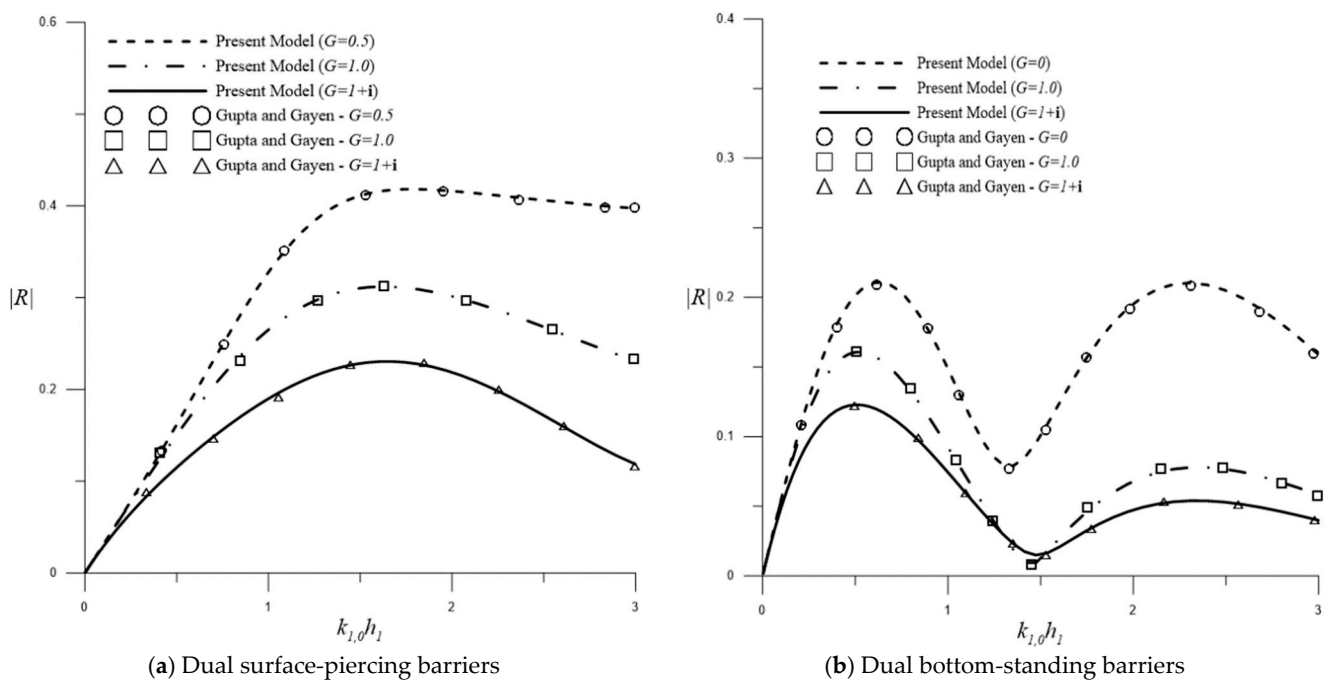 0.6
Present Model (G=0.5)
Present Model (G=1.0)
Present Model (G=1+i)
Gupta and Gayen - G=0.5
Gupta and Gayen - G=1.0
Gupta and Gayen - G=1+i
0.4
|R|
0.2
0
0
1
2
3
k1,0h1
(a) Dual surface-piercing barriers
0.4
Present Model (G=0)
Present Model (G=1.0)
Present Model (G=1+i)
Gupta and Gayen - G=0
Gupta and Gayen - G=1.0
Gupta and Gayen - G=1+i
0.3
|R|
0.2
0.1
0
0
1
2
3
k1,0h1
(b) Dual bottom-standing barriers